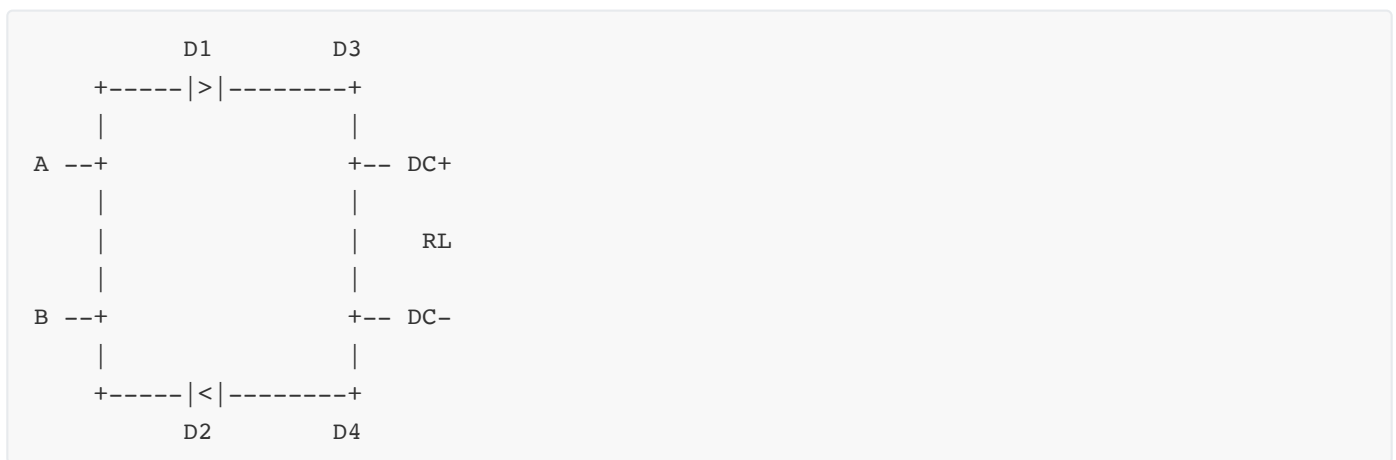 D1 D3
+-----|>|--------+
| |
A --+ +-- DC+
| |
| | RL
| |
B --+ +-- DC-
| |
+-----|<|--------+
D2 D4